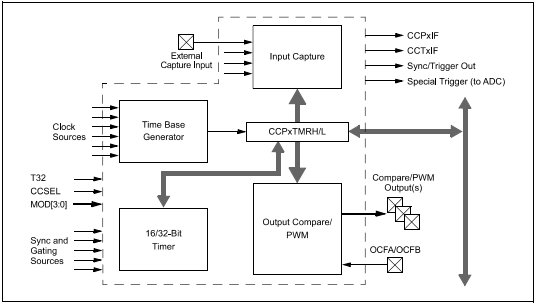 CCPxIF
CCTxIF
Sync/Trigger Out
Special Trigger (to ADC)
External
Capture Input
Input Capture
Clock
Sources
Time Base
Generator
CCPxTMRH/L
T32
CCSEL
MOD[3:0]
Sync and
Gating
Sources
16/32-Bit
Timer
Output Compare/
PWM
Compare/PWM
Output(s)
OCFA/OCFB